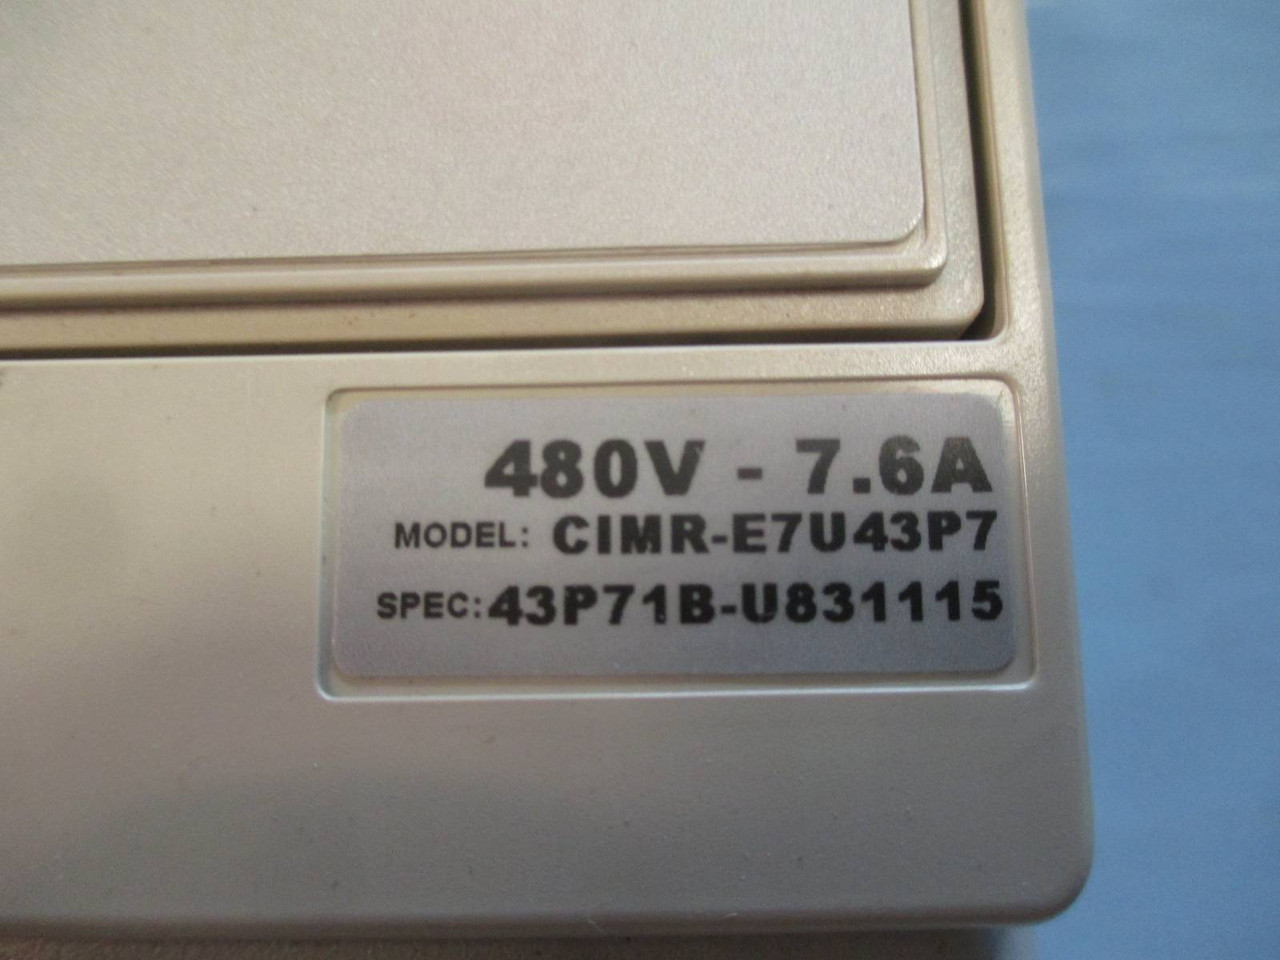 480V - 7.6A
MODEL: CIMR-E7U43P7
SPEC: 43P71B-U831115